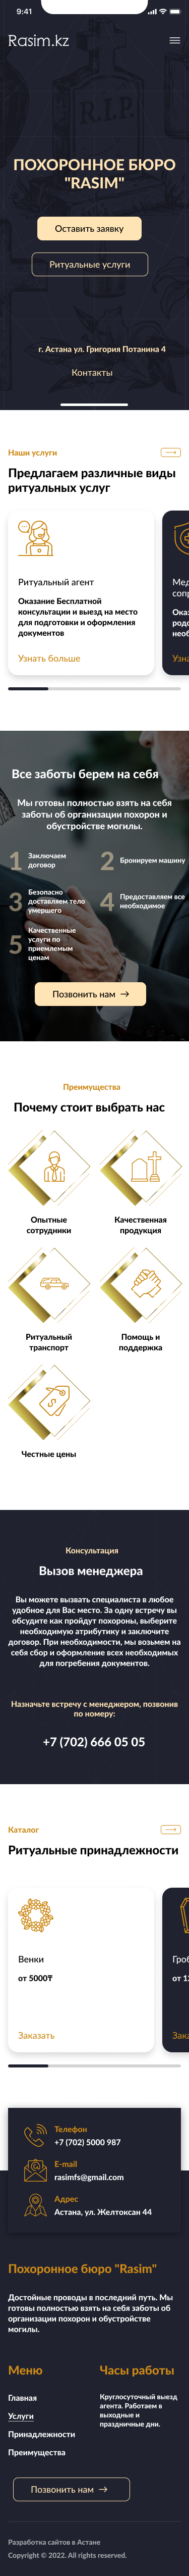 9:41
Rasim.kz
R.I.P.
ПОХОРОННОЕ БЮРО
"RASIM"
Оставить заявку
Ритуальные услуги
г. Астана ул. Григория Потанина 4
Контакты
Наши услуги
Предлагаем различные виды
ритуальных услуг
Ритуальный агент
Оказание Бесплатной
консультации и выезд на место
для подготовки и оформления
документов
Узнать больше
Все заботы берем на себя
Мы готовы полностью взять на себя
заботы об организации похорон и
обустройстве могилы.
1 Заключаем
договор
2 Бронируем машину
3 Безопасно
доставляем тело
умершего
4 Предоставляем все
необходимое
5 Качественные
услуги по
приемлемым
ценам
Позвонить нам
Преимущества
Почему стоит выбрать нас
Опытные
сотрудники
Качественная
продукция
Ритуальный
транспорт
Помощь и
поддержка
Честные цены
Консультация
Вызов менеджера
Вы можете вызвать специалиста в любое
удобное для Вас место. За одну встречу вы
обсудите как пройдут похороны, выберите
необходимую атрибутику и заключите
договор. При необходимости, мы возьмем на
себя сбор и оформление всех необходимых
для погребения документов.
Назначьте встречу с менеджером, позвонив
по номеру:
+7 (702) 666 05 05
Каталог
Ритуальные принадлежности
Венки
от 5000₸
Заказать
Телефон
+7 (702) 5000 987
E-mail
rasimfs@gmail.com
Адрес
Астана, ул. Желтоксан 44
Похоронное бюро "Rasim"
Достойные проводы в последний путь. Мы
готовы полностью взять на себя заботы об
организации похорон и обустройстве
могилы.
Меню
Главная
Услуги
Принадлежности
Преимущества
Часы работы
Круглосуточный выезд
агента. Работаем в
выходные и
праздничные дни.
Позвонить нам
Разработка сайтов в Астане
Copyright © 2022. All rights reserved.